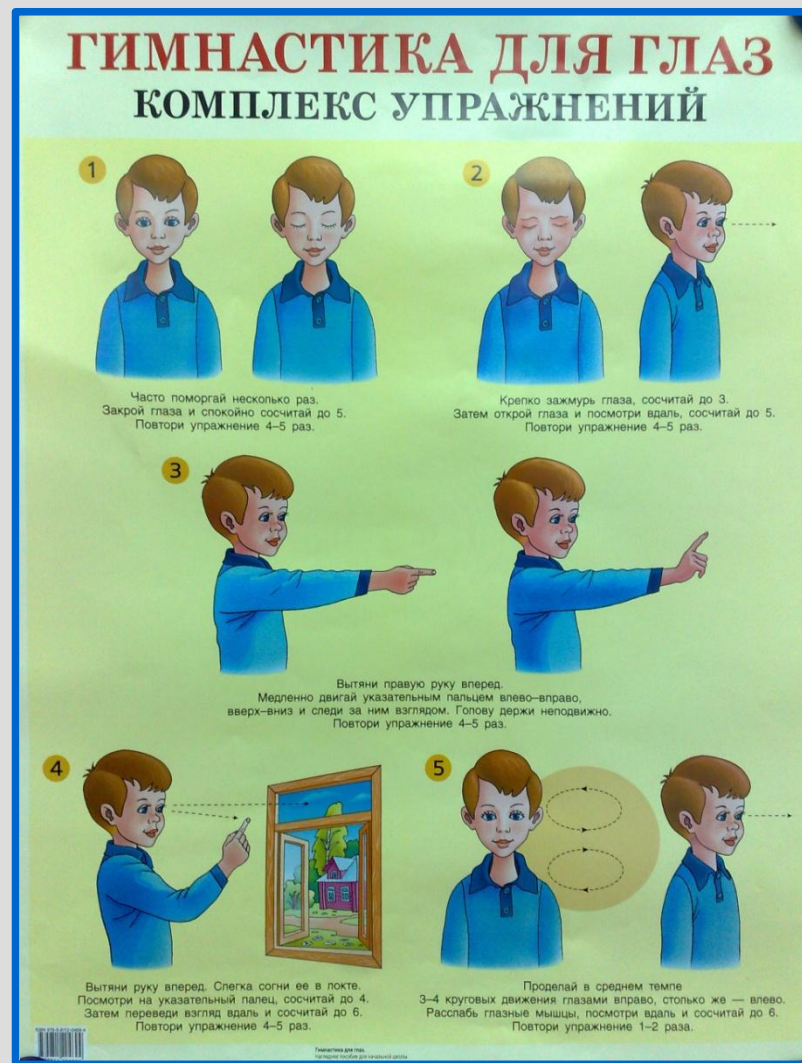 ГИМНАСТИКА ДЛЯ ГЛАЗ
КОМПЛЕКС УПРАЖНЕНИЙ
1
2
Часто поморгай несколько раз.
Закрой глаза и спокойно сосчитай до 5.
Повтори упражнение 4–5 раз.
Крепко зажмурь глаза, сосчитай до 3.
Затем открой глаза и посмотри вдаль, сосчитай до 5.
Повтори упражнение 4–5 раз.
3
Вытяни правую руку вперед.
Медленно двигай указательным пальцем влево–вправо,
вверх–вниз и следи за ним взглядом. Голову держи неподвижно.
Повтори упражнение 4–5 раз.
4
5
Вытяни руку вперед. Слегка согни ее в локте.
Посмотри на указательный палец, сосчитай до 4.
Затем переведи взгляд вдаль и сосчитай до 6.
Повтори упражнение 4–5 раз.
Проделай в среднем темпе
3–4 круговых движения глазами вправо, столько же — влево.
Расслабь глазные мышцы, посмотри вдаль и сосчитай до 6.
Повтори упражнение 1–2 раза.
Гимнастика для глаз.
Наглядное пособие для начальной школы